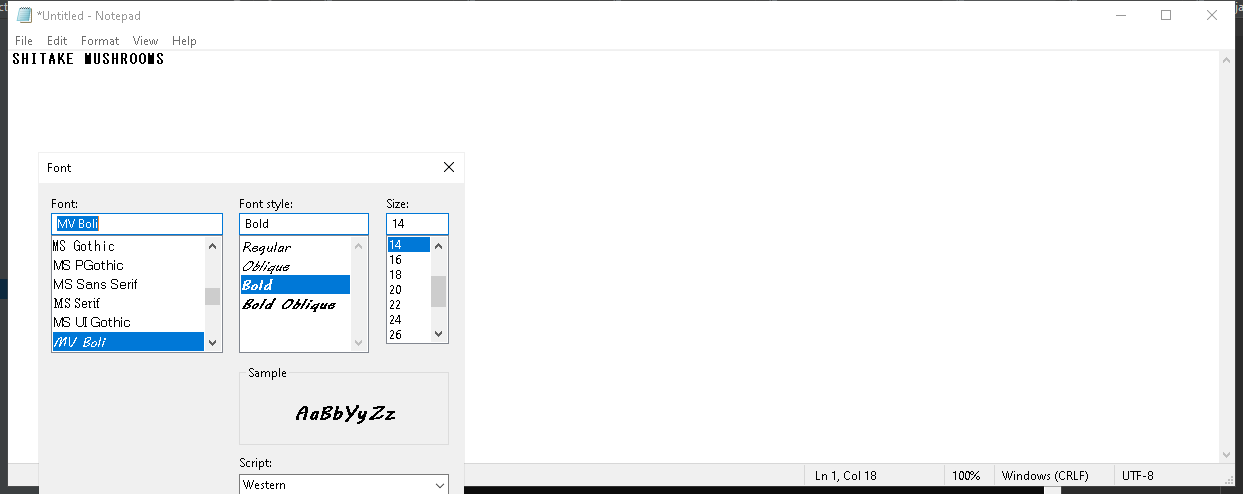 *Untitled - Notepad
File Edit Format View Help
SHITAKE MUSHROOMS
Font
Font: Font style: Size:
MV Boli Bold 14
MS Gothic Regular 14
MS PGothic Oblique 16
MS Sans Serif Bold 18
MS Serif Bold Oblique 20
MS UI Gothic 22
MV Boli 24
26
Sample
AaBbYyZz
Script:
Western
Ln 1, Col 18 100% Windows (CRLF) UTF-8